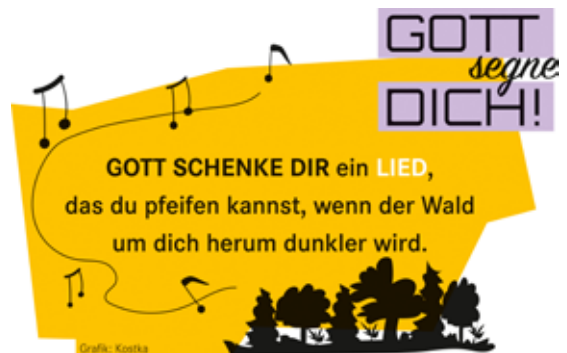 GOTT
segne
DICH!
GOTT SCHENKE DIR ein LIED,
das du pfeifen kannst, wenn der Wald
um dich herum dunkler wird.
Grafik: Kostka